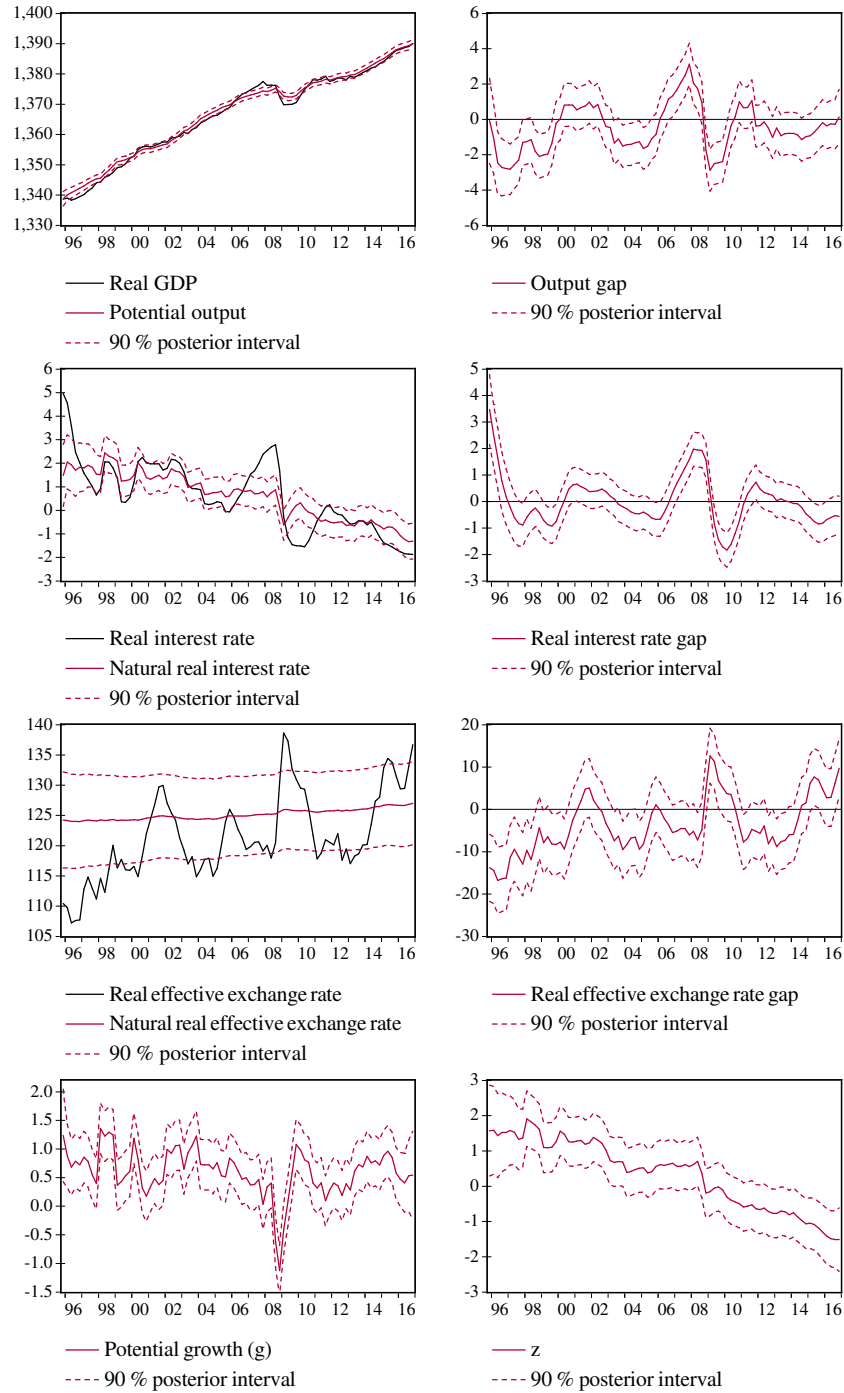 1,400
1,390
1,380
1,370
1,360
1,350
1,340
1,330
96 98 00 02 04 06 08 10 12 14 16
Real GDP
Potential output
90 % posterior interval
6
4
2
0
-2
-4
-6
96 98 00 02 04 06 08 10 12 14 16
Output gap
90 % posterior interval
6
5
4
3
2
1
0
-1
-2
-3
96 98 00 02 04 06 08 10 12 14 16
Real interest rate
Natural real interest rate
90 % posterior interval
5
4
3
2
1
0
-1
-2
-3
96 98 00 02 04 06 08 10 12 14 16
Real interest rate gap
90 % posterior interval
140
135
130
125
120
115
110
105
96 98 00 02 04 06 08 10 12 14 16
Real effective exchange rate
Natural real effective exchange rate
90 % posterior interval
20
10
0
-10
-20
-30
96 98 00 02 04 06 08 10 12 14 16
Real effective exchange rate gap
90 % posterior interval
2.0
1.5
1.0
0.5
0.0
-0.5
-1.0
-1.5
96 98 00 02 04 06 08 10 12 14 16
Potential growth (g)
90 % posterior interval
3
2
1
0
-1
-2
-3
96 98 00 02 04 06 08 10 12 14 16
z
90 % posterior interval